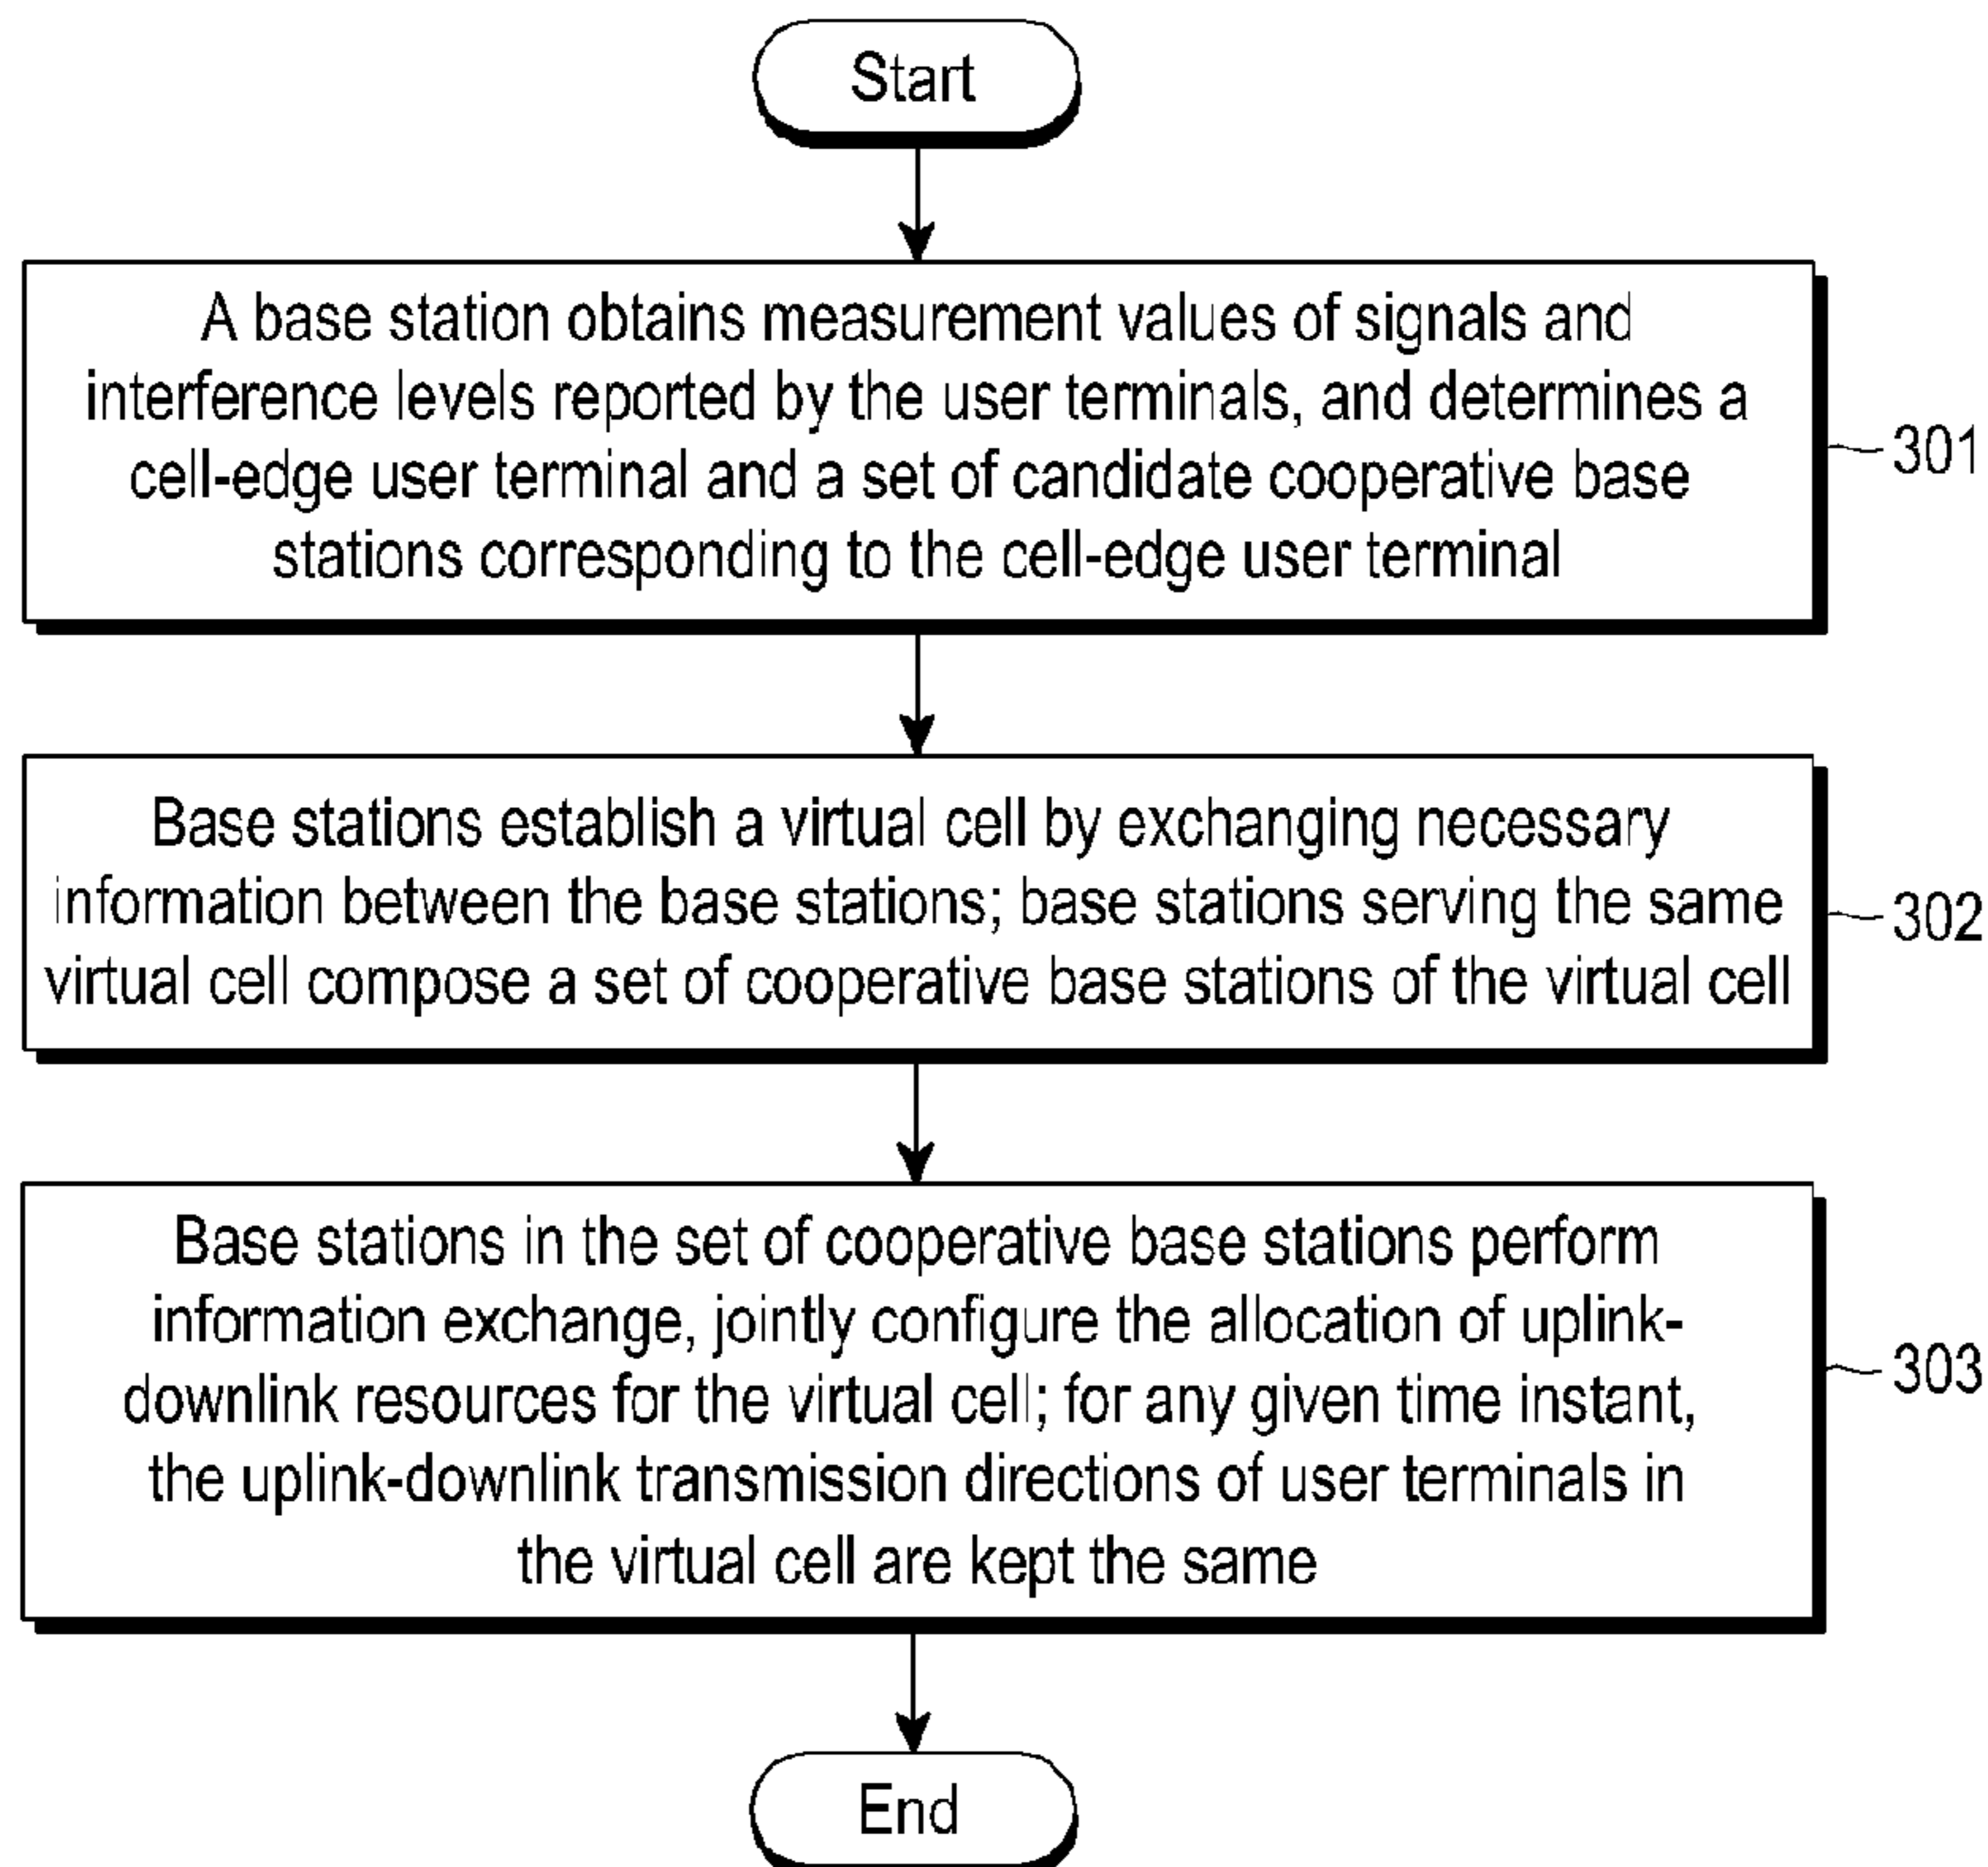 Start
A base station obtains measurement values of signals and
interference levels reported by the user terminals, and determines a
cell-edge user terminal and a set of candidate cooperative base
stations corresponding to the cell-edge user terminal
301
Base stations establish a virtual cell by exchanging necessary
information between the base stations; base stations serving the same
virtual cell compose a set of cooperative base stations of the virtual cell
302
Base stations in the set of cooperative base stations perform
information exchange, jointly configure the allocation of uplink-
downlink resources for the virtual cell; for any given time instant,
the uplink-downlink transmission directions of user terminals in
the virtual cell are kept the same
303
End